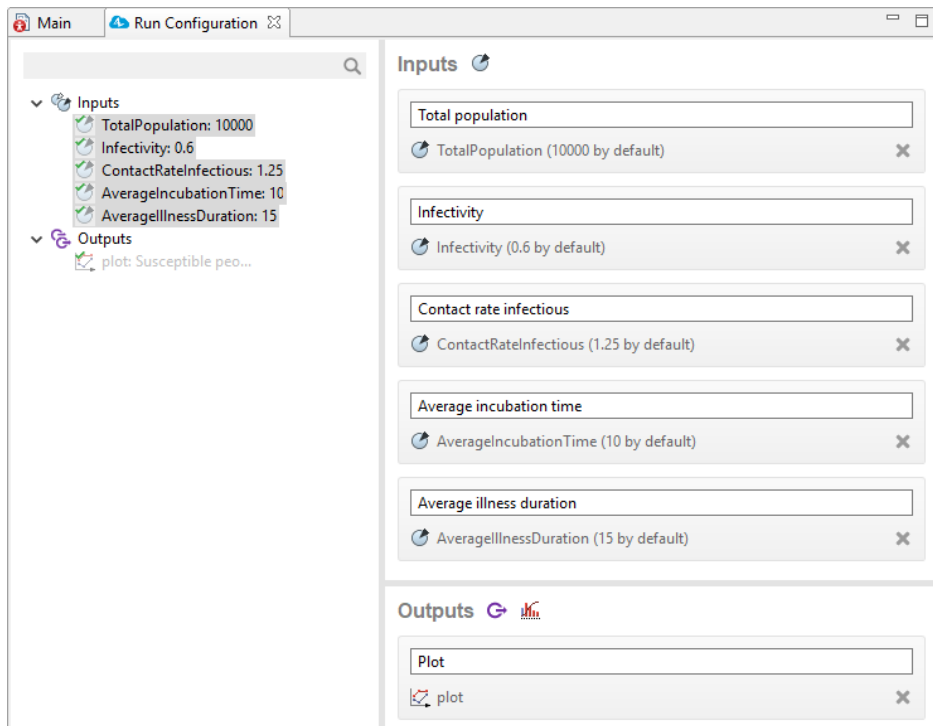 Main
Run Configuration
Inputs
TotalPopulation: 10000
Infectivity: 0.6
ContactRateInfectious: 1.25
AverageIncubationTime: 10
AverageIllnessDuration: 15
Outputs
plot: Susceptible peo...
Inputs
Total population
TotalPopulation (10000 by default)
Infectivity
Infectivity (0.6 by default)
Contact rate infectious
ContactRateInfectious (1.25 by default)
Average incubation time
AverageIncubationTime (10 by default)
Average illness duration
AverageIllnessDuration (15 by default)
Outputs
Plot
plot